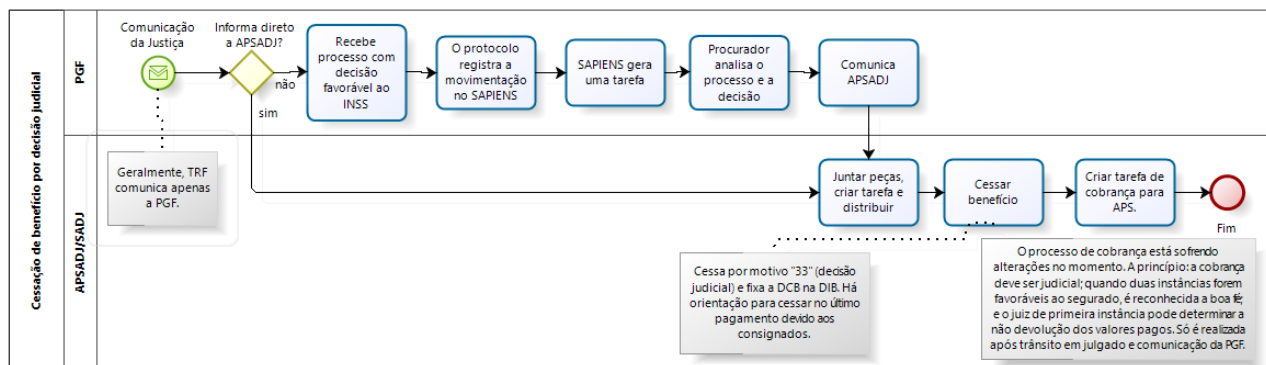 Cessação de benefício por decisão judicial
PGF
Comunicação
da Justiça
Informa direto
a APSADJ?
não
sim
Recebe
processo com
decisão
favorável ao
INSS
O protocolo
registra a
movimentação
no SAPIENS
SAPIENS gera
uma tarefa
Procurador
analisa o
processo e a
decisão
Comunica
APSADJ
APSADJ/SADJ
Geralmente, TRF
comunica apenas
a PGF.
Juntar peças,
criar tarefa e
distribuir
Cessar
benefício
Criar tarefa de
cobrança para
APS.
Fim
Cessa por motivo "33" (decisão
judicial) e fixa a DCB na DIB. Há
orientação para cessar no último
pagamento devido aos
consignados.
O processo de cobrança está sofrendo
alterações no momento. A princípio: a cobrança
deve ser judicial; quando duas instâncias forem
favoráveis ao segurado, é reconhecida a boa fé;
e o juiz de primeira instância pode determinar a
não devolução dos valores pagos. Só é realizada
após trânsito em julgado e comunicação da PGF.